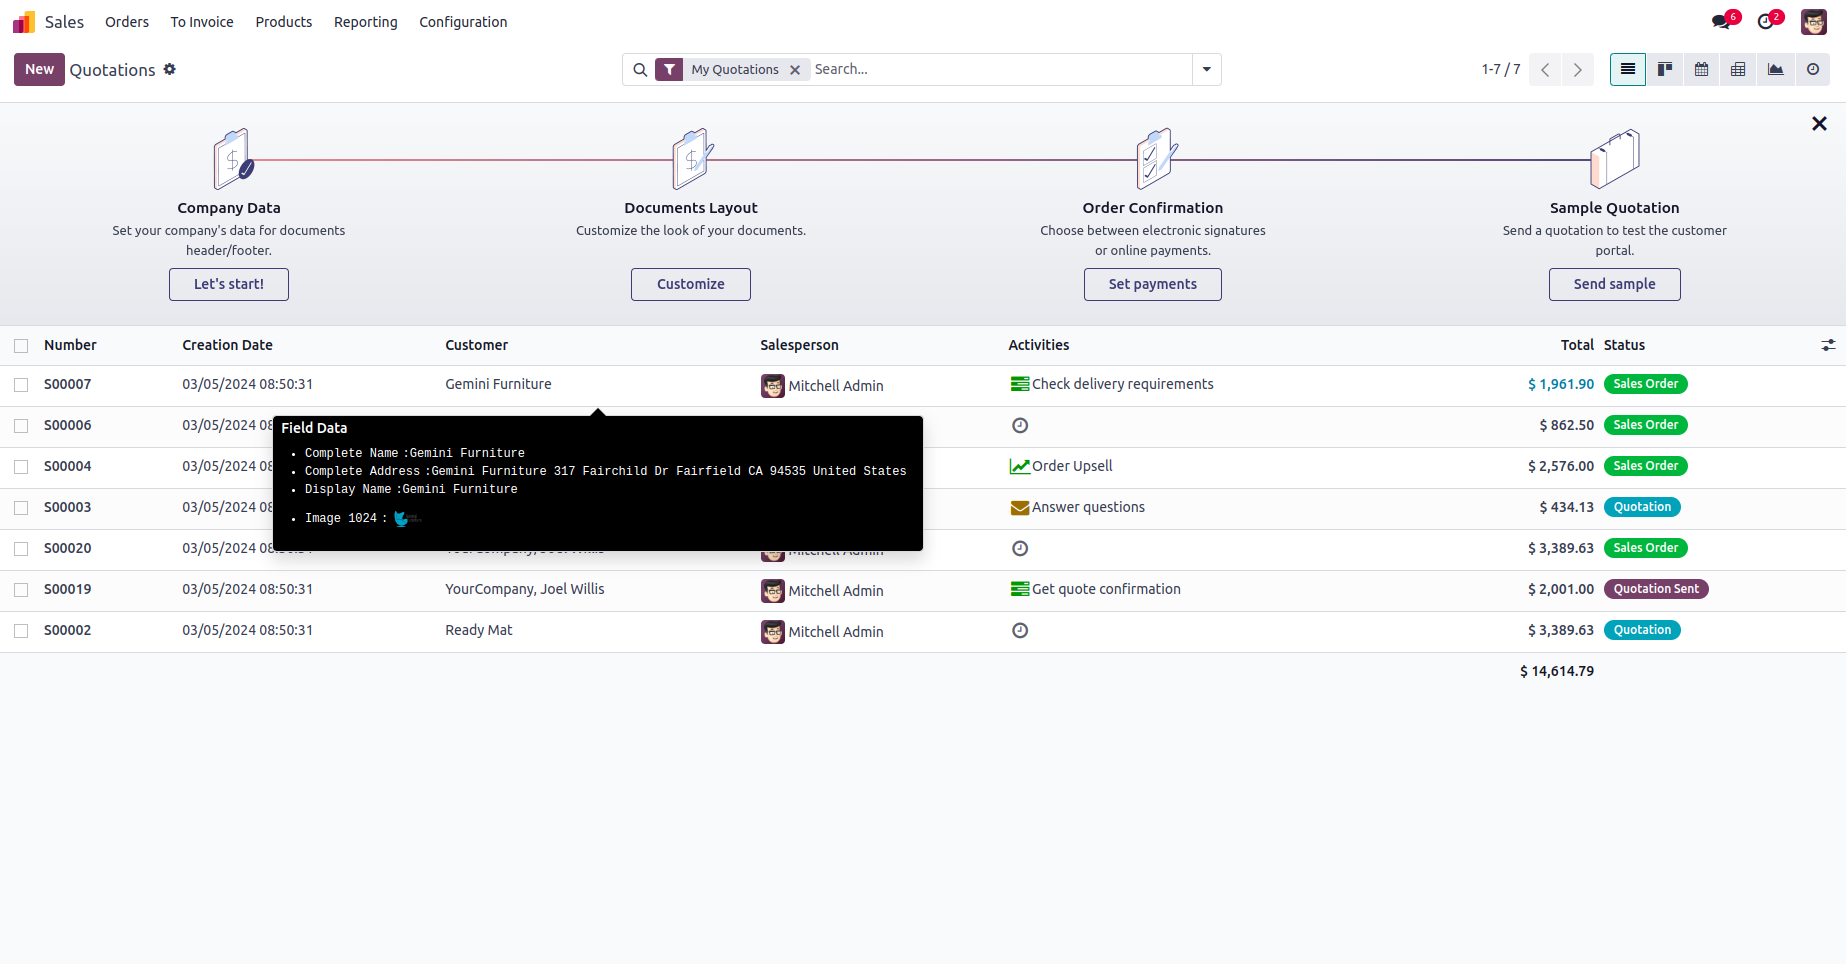 Sales Orders To Invoice Products Reporting Configuration 6 2
New Quotations My Quotations Search... 1-7 / 7
Company Data
Set your company's data for documents
header/footer.
Let's start!
Documents Layout
Customize the look of your documents.
Customize
Order Confirmation
Choose between electronic signatures
or online payments.
Set payments
Sample Quotation
Send a quotation to test the customer
portal.
Send sample
Number Creation Date Customer Salesperson Activities Total Status
S00007 03/05/2024 08:50:31 Gemini Furniture Mitchell Admin Check delivery requirements $ 1,961.90 Sales Order
S00006 03/05/2024 08 $ 862.50 Sales Order
S00004 03/05/2024 08 Order Upsell $ 2,576.00 Sales Order
S00003 03/05/2024 08 Answer questions $ 434.13 Quotation
S00020 03/05/2024 08:50:31 YourCompany, Joel Willis Mitchell Admin $ 3,389.63 Sales Order
S00019 03/05/2024 08:50:31 YourCompany, Joel Willis Mitchell Admin Get quote confirmation $ 2,001.00 Quotation Sent
S00002 03/05/2024 08:50:31 Ready Mat Mitchell Admin $ 3,389.63 Quotation
$ 14,614.79
Field Data
Complete Name :Gemini Furniture
Complete Address :Gemini Furniture 317 Fairchild Dr Fairfield CA 94535 United States
Display Name :Gemini Furniture
Image 1024 :